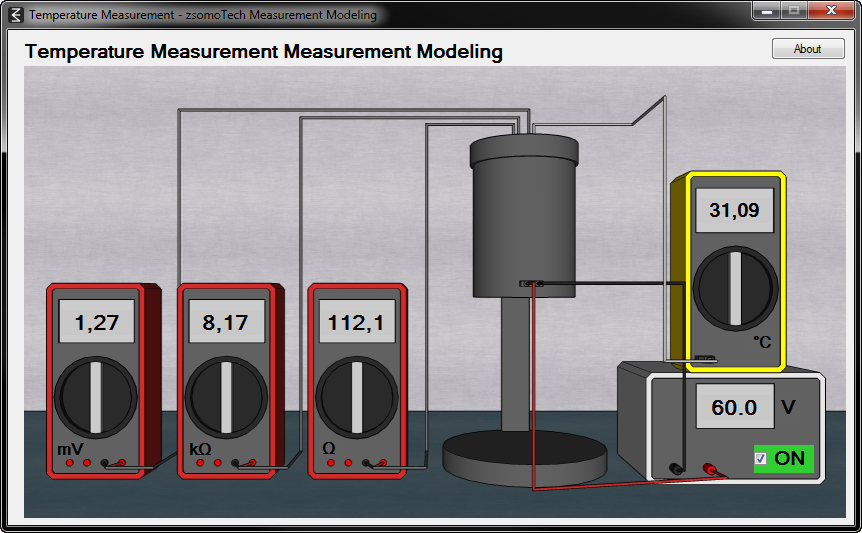 Temperature Measurement - zsomoTech Measurement Modeling
Temperature Measurement Measurement Modeling
About
31,09
°C
1,27
8,17
112,1
mV
kΩ
Ω
60.0 V
ON